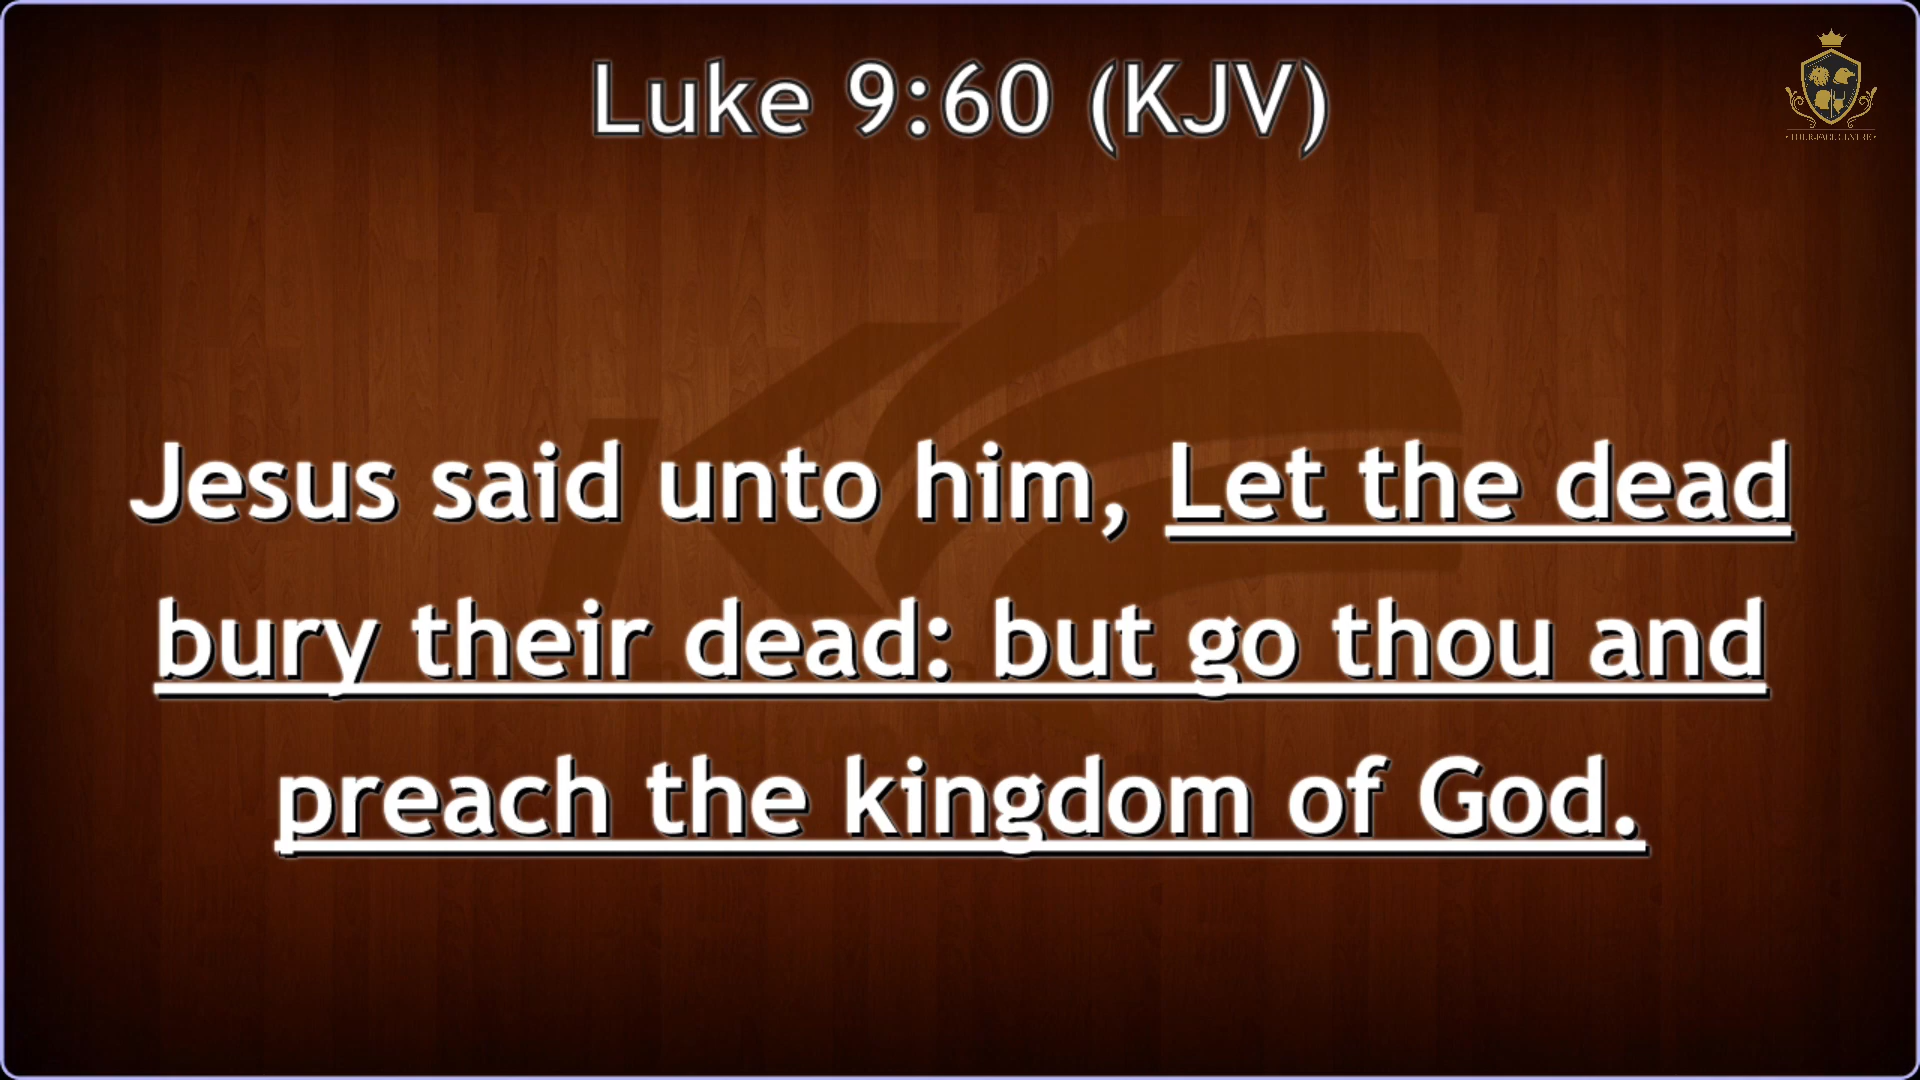 Luke 9:60 (KJV)
Jesus said unto him, Let the dead
bury their dead: but go thou and
preach the kingdom of God.